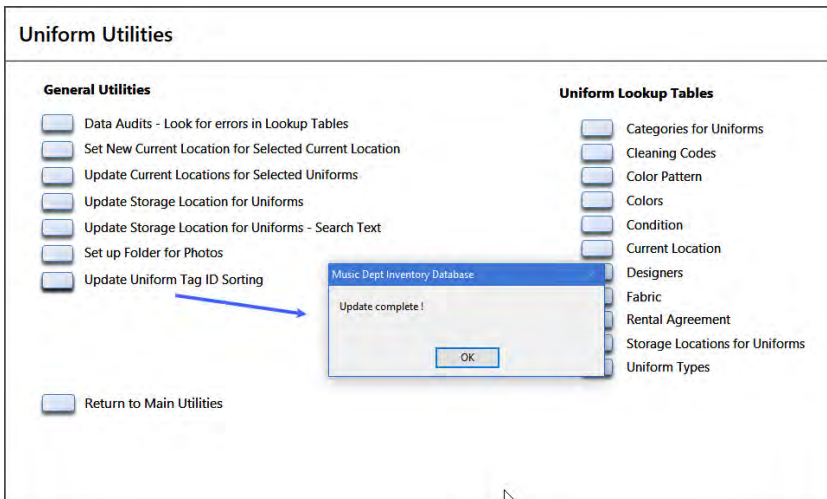 Uniform Utilities
General Utilities
Data Audits - Look for errors in Lookup Tables
Set New Current Location for Selected Current Location
Update Current Locations for Selected Uniforms
Update Storage Location for Uniforms
Update Storage Location for Uniforms - Search Text
Set up Folder for Photos
Update Uniform Tag ID Sorting
Return to Main Utilities
Uniform Lookup Tables
Categories for Uniforms
Cleaning Codes
Color Pattern
Colors
Condition
Current Location
Designers
Fabric
Rental Agreement
Storage Locations for Uniforms
Uniform Types
Music Dept Inventory Database
Update complete !
OK